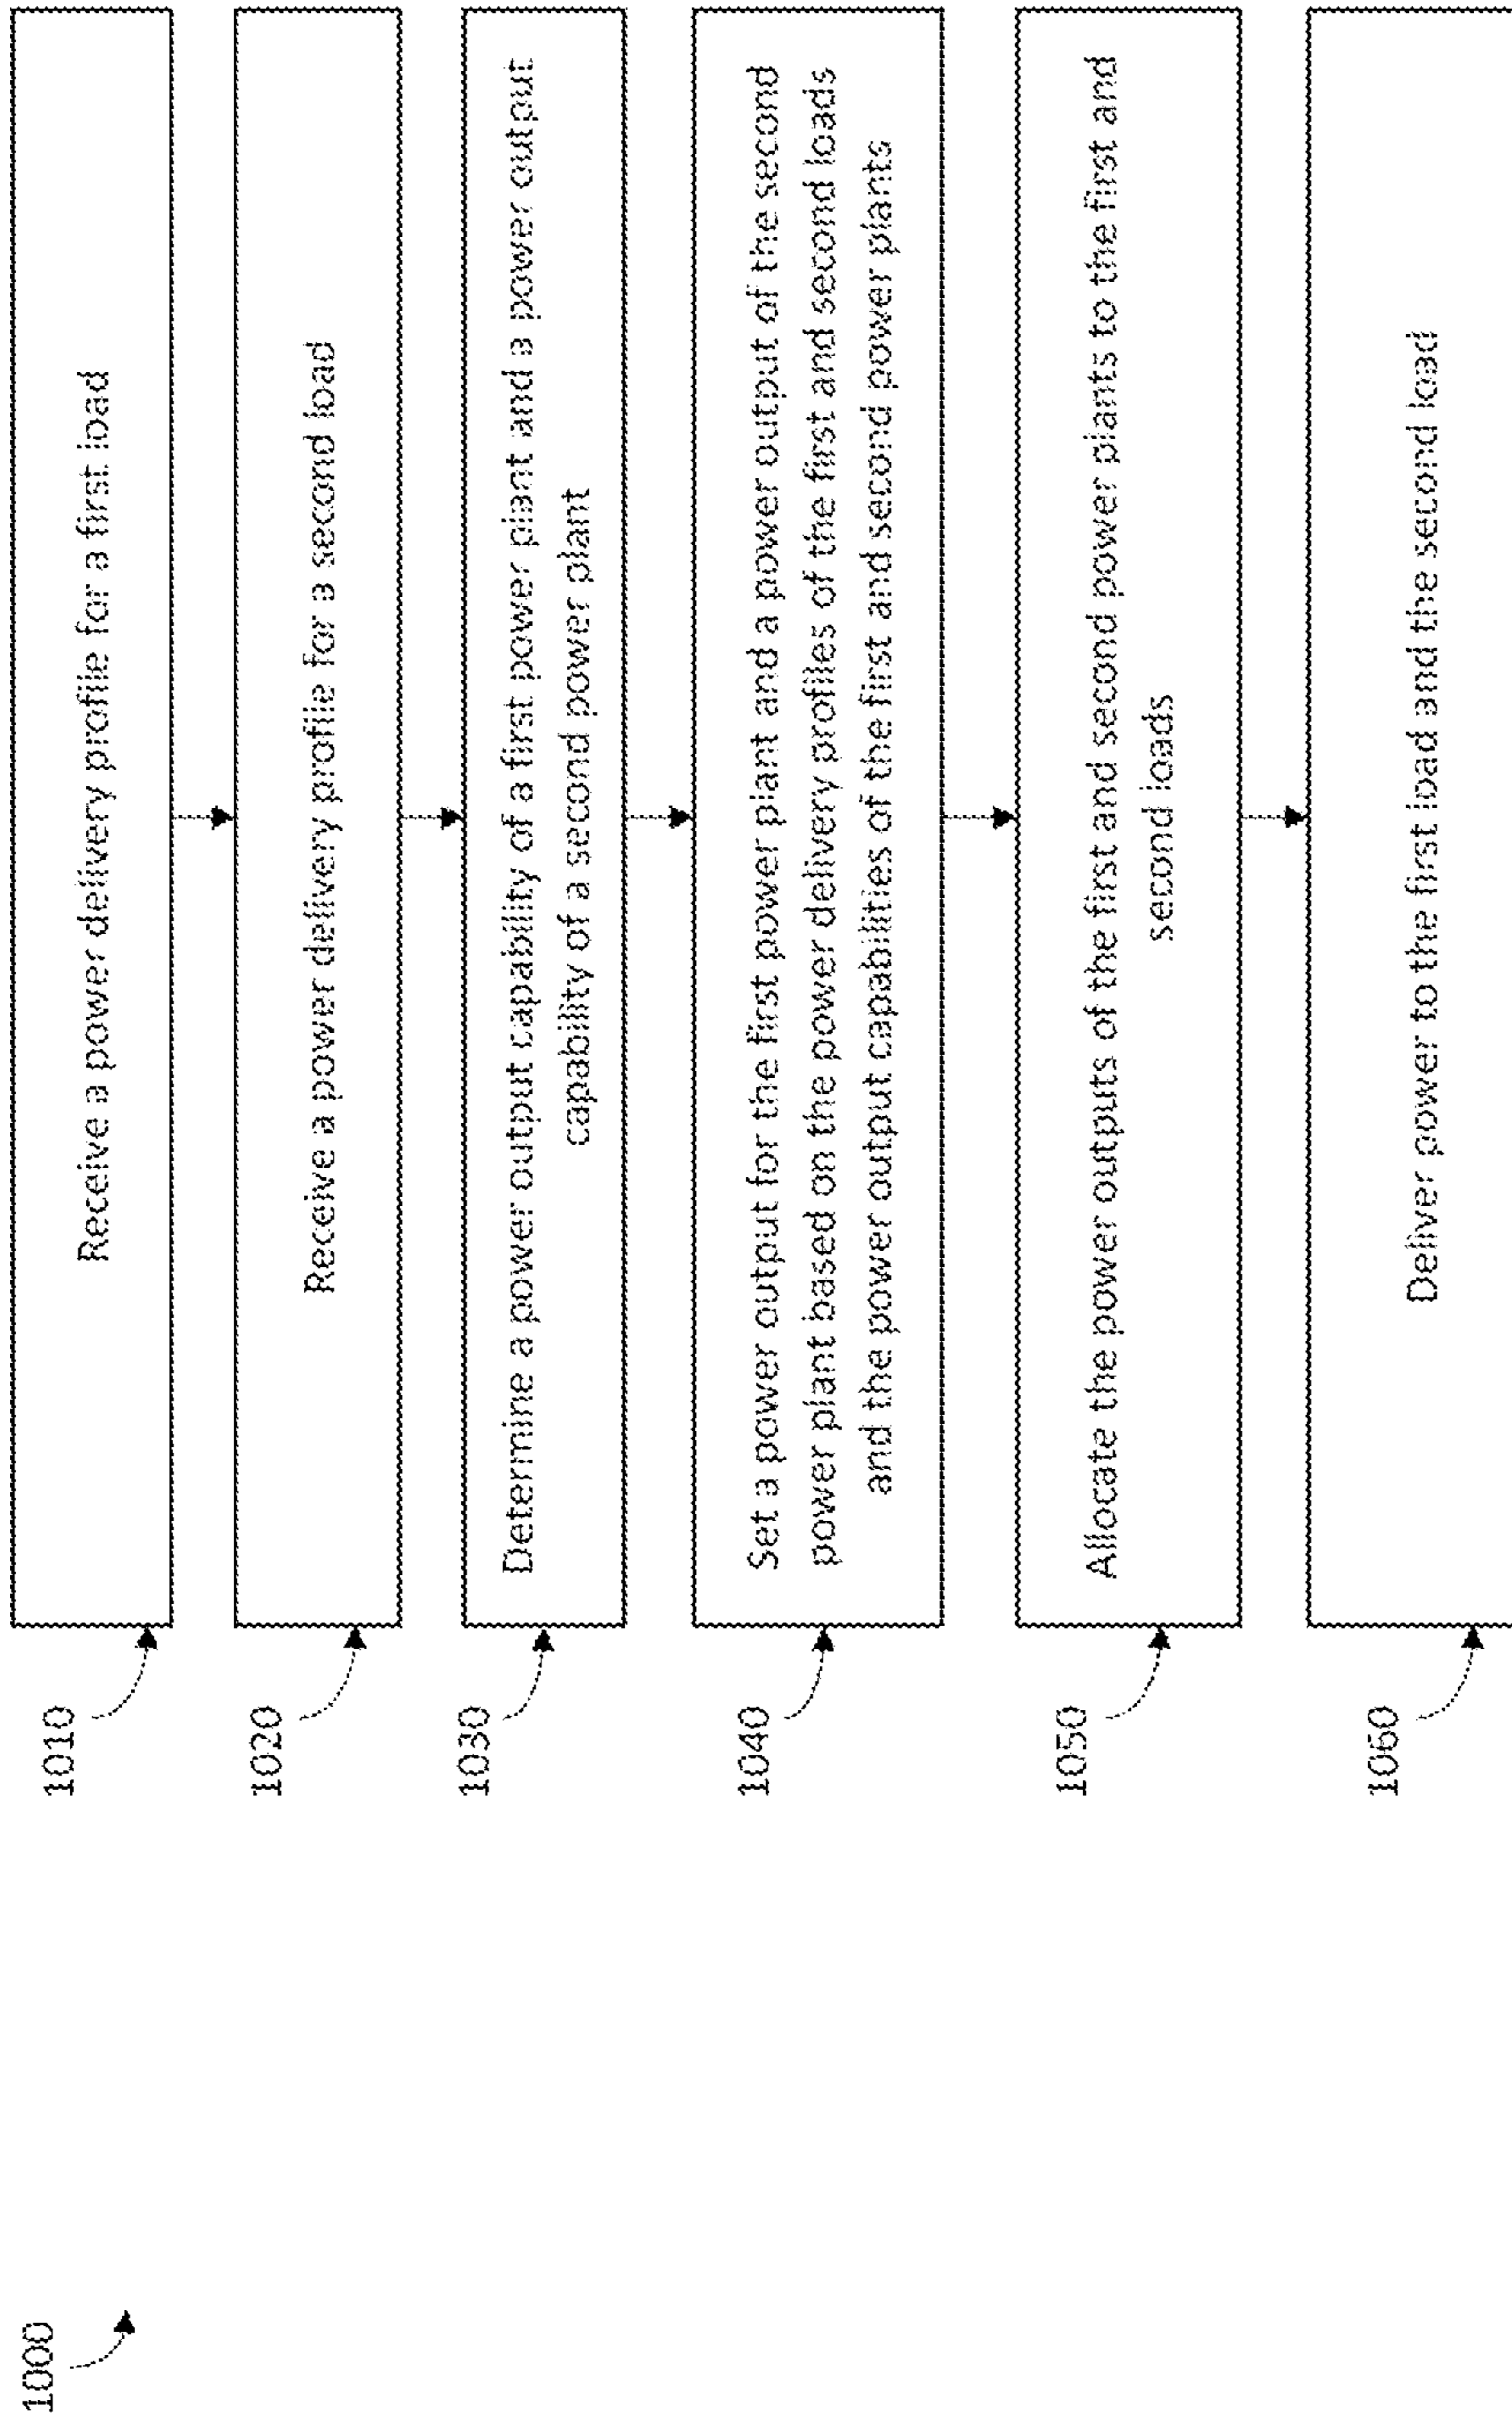 1000
1010
Receive a power delivery profile for a first load
1020
Receive a power delivery profile for a second load
1030
Determine a power output capability of a first power plant and a power output
capability of a second power plant
1040
Set a power output for the first power plant and a power output of the second
power plant based on the power delivery profiles of the first and second loads
and the power output capabilities of the first and second power plants
1050
Allocate the power outputs of the first and second power plants to the first and
second loads
1060
Deliver power to the first load and the second load